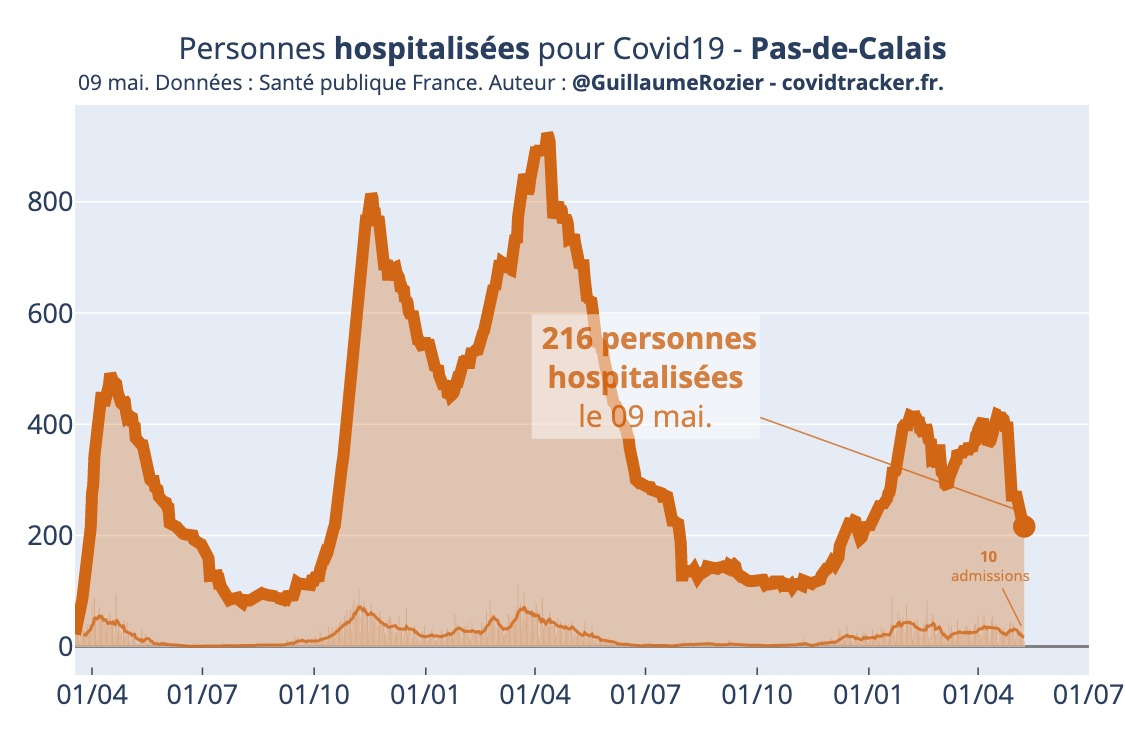 Personnes hospitalisées pour Covid19 - Pas-de-Calais
09 mai. Données : Santé publique France. Auteur : @GuillaumeRozier - covidtracker.fr.
800
600
400
200
0
216 personnes
hospitalisées
le 09 mai.
10
admissions
01/04 01/07 01/10 01/01 01/04 01/07 01/10 01/01 01/04 01/07